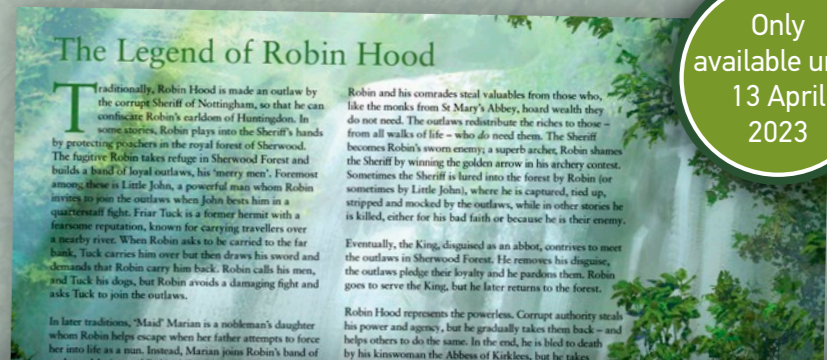 The Legend of Robin Hood
Traditionally, Robin Hood is made an outlaw by
the corrupt Sheriff of Nottingham, so that he can
confiscate Robin's earldom of Huntingdon. In
some stories, Robin plays into the Sheriff's hands
by protecting poachers in the royal forest of Sherwood.
The fugitive Robin takes refuge in Sherwood Forest and
builds a band of loyal outlaws, his 'merry men'. Foremost
among these is Little John, a powerful man whom Robin
invites to join the outlaws when John bests him in a
quarterstaff fight. Friar Tuck is a former hermit with a
fearsome reputation, known for carrying travellers over
a nearby river. When Robin asks to be carried to the far
bank, Tuck carries him over but then draws his sword and
demands that Robin carry him back. Robin calls his men,
and Tuck his dogs, but Robin avoids a damaging fight and
asks Tuck to join the outlaws.
In later traditions, 'Maid' Marian is a nobleman's daughter
whom Robin helps escape when her father attempts to force
her into life as a nun. Instead, Marian joins Robin's band of
Robin and his comrades steal valuables from those who,
like the monks from St Mary's Abbey, hoard wealth they
do not need. The outlaws redistribute the riches to those –
from all walks of life – who do need them. The Sheriff
becomes Robin's sworn enemy; a superb archer, Robin shames
the Sheriff by winning the golden arrow in his archery contest.
Sometimes the Sheriff is lured into the forest by Robin (or
sometimes by Little John), where he is captured, tied up,
stripped and mocked by the outlaws, while in other stories he
is killed, either for his bad faith or because he is their enemy.
Eventually, the King, disguised as an abbot, contrives to meet
the outlaws in Sherwood Forest. He removes his disguise,
the outlaws pledge their loyalty and he pardons them. Robin
goes to serve the King, but he later returns to the forest.
Robin Hood represents the powerless. Corrupt authority steals
his power and agency, but he gradually takes them back – and
helps others to do the same. In the end, he is bled to death
by his kinswoman the Abbess of Kirklees, but he takes
Only
available un
13 April
2023